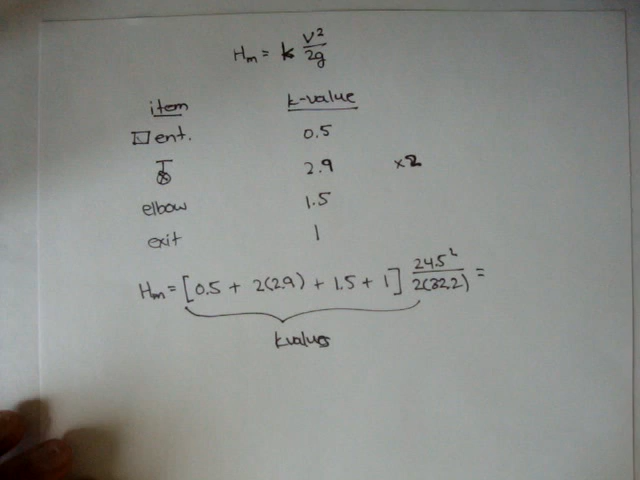 Hm = k V²/2g
item k-value
ent. 0.5
2.9 x2
elbow 1.5
exit 1
Hm = [0.5 + 2(2.9) + 1.5 + 1] 24.5²/2(32.2) =
kvalues